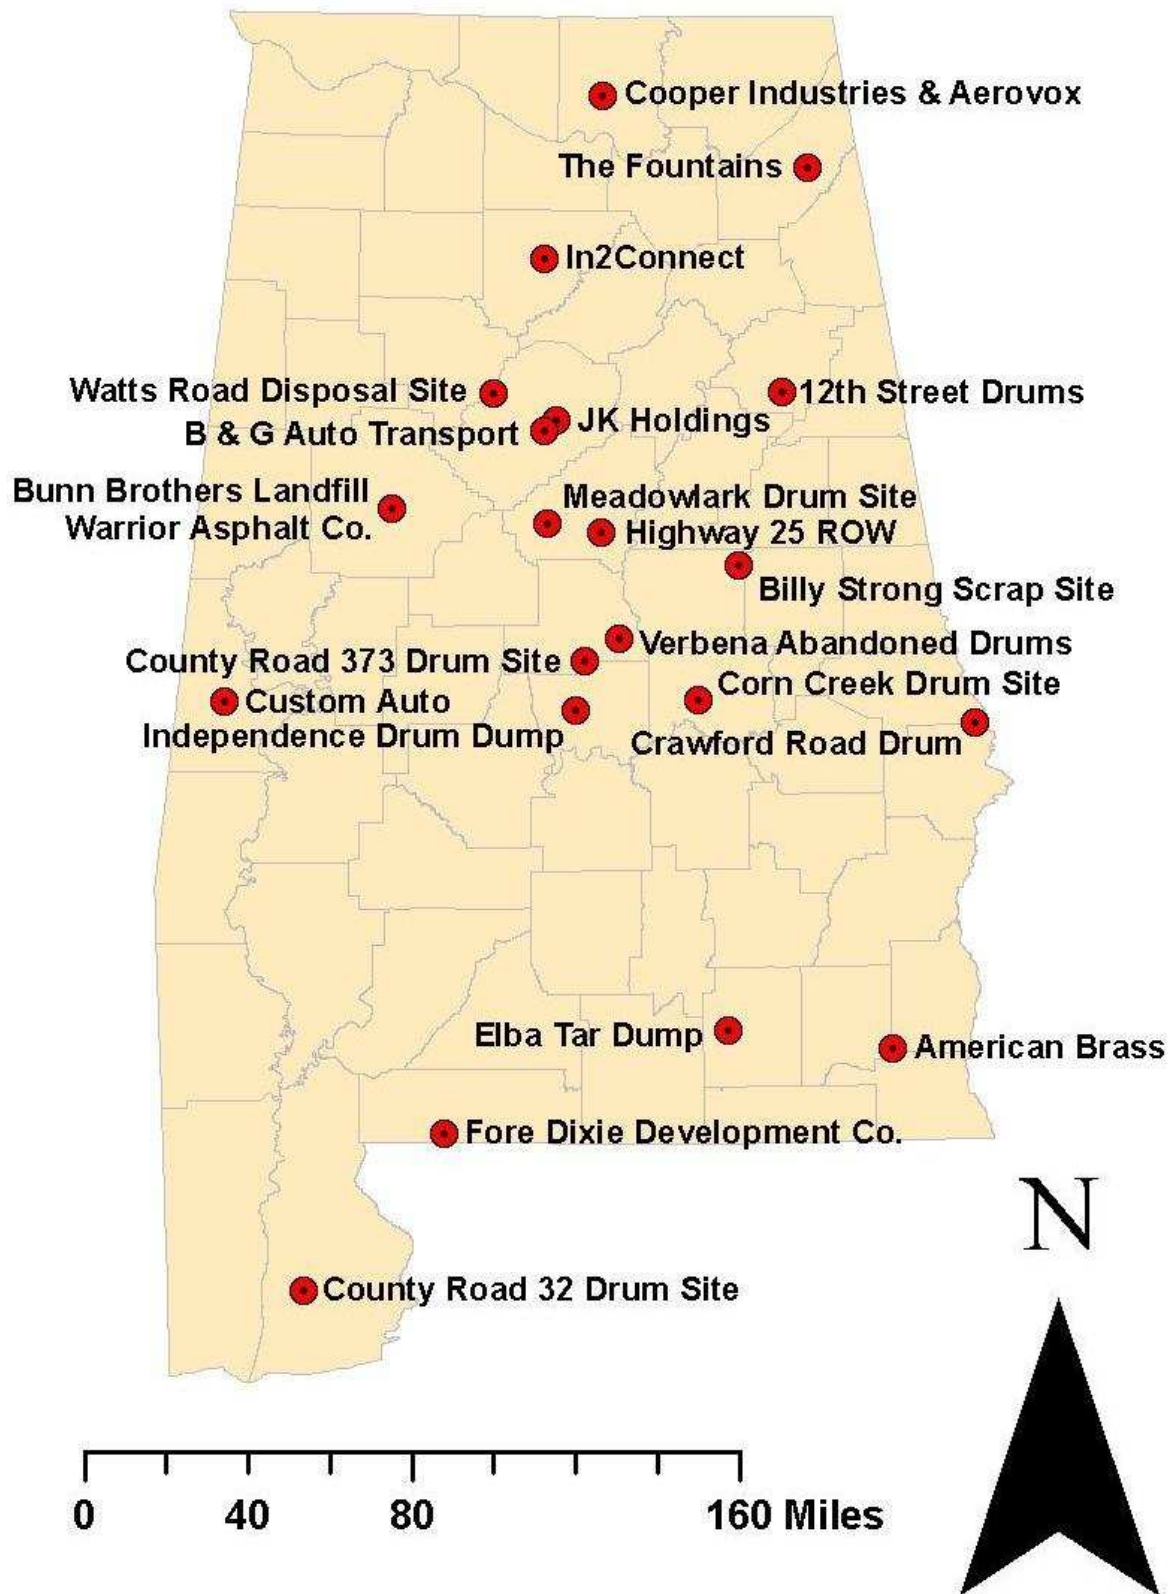 Cooper Industries & Aerovox
The Fountains
In2Connect
Watts Road Disposal Site
12th Street Drums
JK Holdings
B & G Auto Transport
Bunn Brothers Landfill
Warrior Asphalt Co.
Meadowlark Drum Site
Highway 25 ROW
Billy Strong Scrap Site
Verbena Abandoned Drums
County Road 373 Drum Site
Corn Creek Drum Site
Custom Auto
Independence Drum Dump
Crawford Road Drum
Elba Tar Dump
American Brass
Fore Dixie Development Co.
N
County Road 32 Drum Site
0 40 80 160 Miles